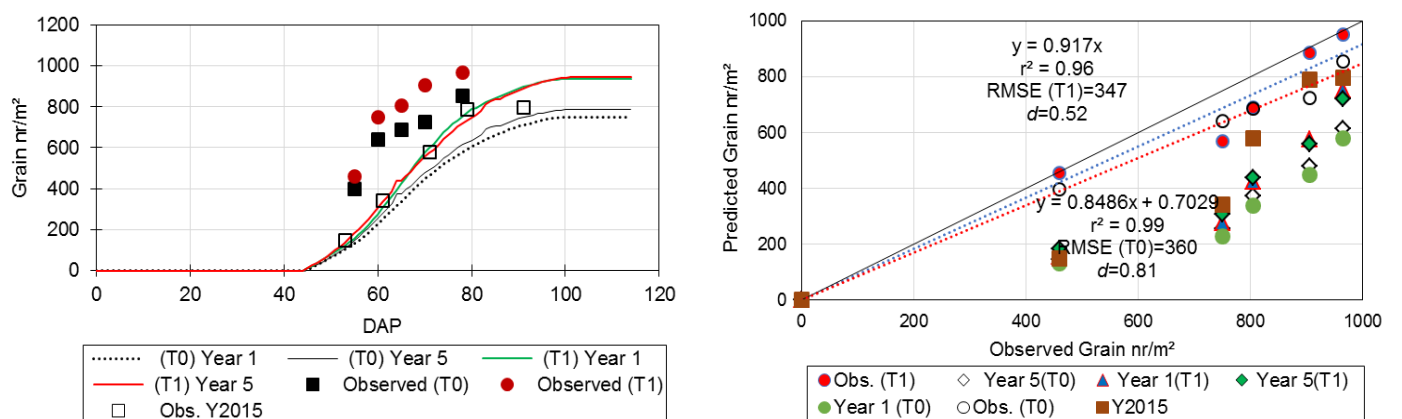 1200
1000
800
600
400
200
0
Grain nr/m²
0 20 40 60 80 100 120
DAP
(T0) Year 1 (T0) Year 5 (T1) Year 1
(T1) Year 5 Observed (T0) Observed (T1)
Obs. Y2015
1000
800
600
400
200
0
Predicted Grain nr/m²
y = 0.917x
r² = 0.96
RMSE (T1)=347
d=0.52
y = 0.8486x + 0.7029
r² = 0.99
RMSE (T0)=360
d=0.81
0 200 400 600 800 1000
Observed Grain nr/m²
Obs. (T1) Year 5(T0) Year 1(T1) Year 5(T1)
Year 1 (T0) Obs. (T0) Y2015